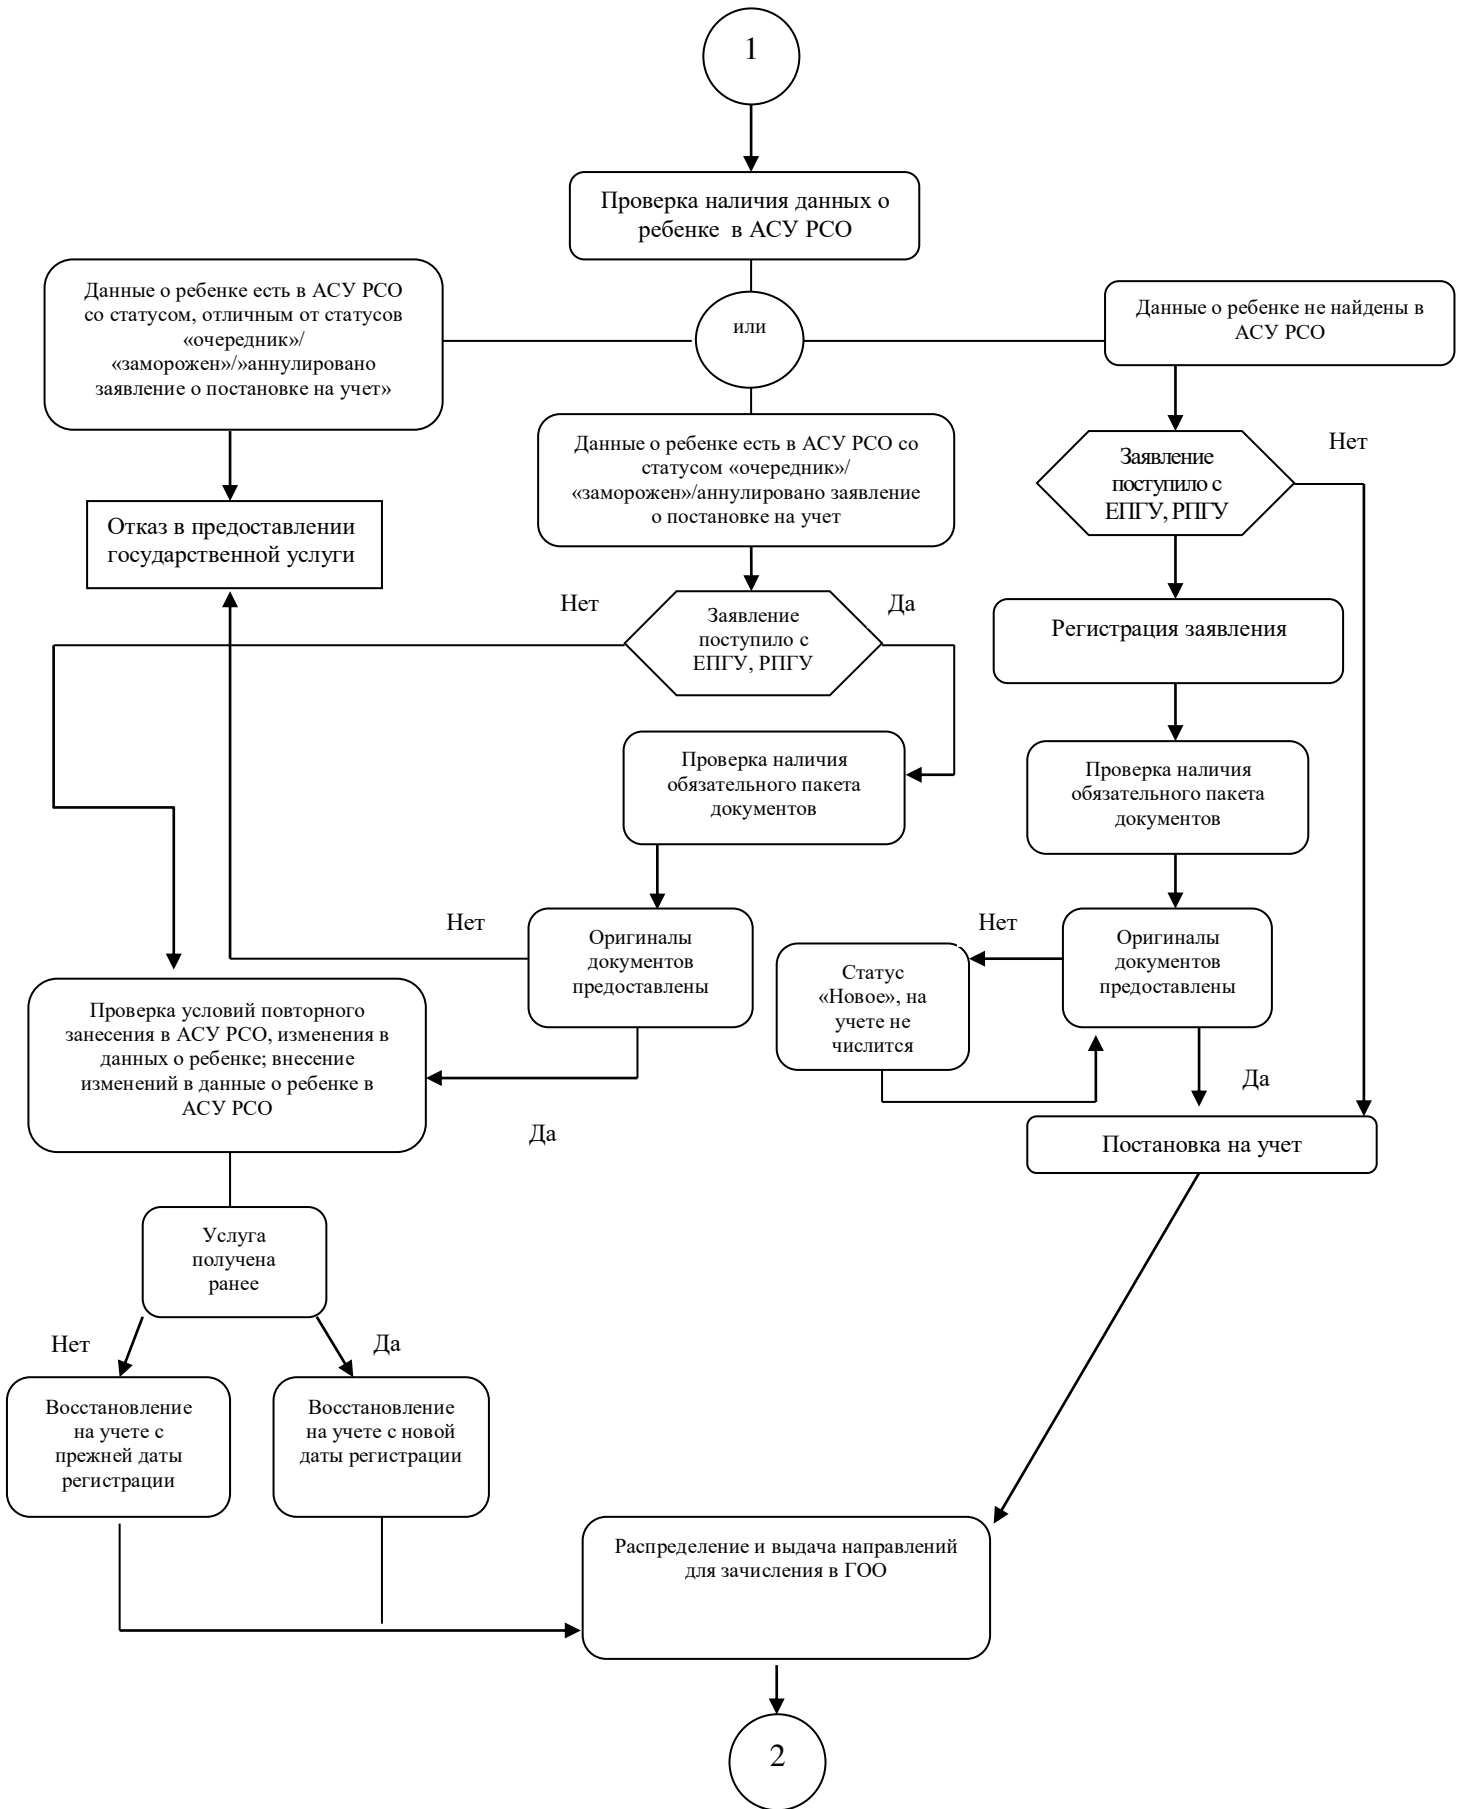 1
Проверка наличия данных о
ребенке  в АСУ РСО
Данные о ребенке есть в АСУ РСО
со статусом, отличным от статусов
«очередник»/
«заморожен»/»аннулировано
заявление о постановке на учет»
или
Данные о ребенке не найдены в
АСУ РСО
Данные о ребенке есть в АСУ РСО со
статусом «очередник»/
«заморожен»/аннулировано заявление
о постановке на учет
Заявление
поступило с
ЕПГУ, РПГУ
Нет
Отказ в предоставлении
государственной услуги
Нет
Заявление
поступило с
ЕПГУ, РПГУ
Да
Регистрация заявления
Проверка наличия
обязательного пакета
документов
Проверка наличия
обязательного пакета
документов
Нет
Оригиналы
документов
предоставлены
Нет
Статус
«Новое», на
учете не
числится
Оригиналы
документов
предоставлены
Проверка условий повторного
занесения в АСУ РСО, изменения в
данных о ребенке; внесение
изменений в данные о ребенке в
АСУ РСО
Да
Да
Постановка на учет
Услуга
получена
ранее
Нет
Да
Восстановление
на учете с
прежней даты
регистрации
Восстановление
на учете с новой
даты регистрации
Распределение и выдача направлений
для зачисления в ГОО
2